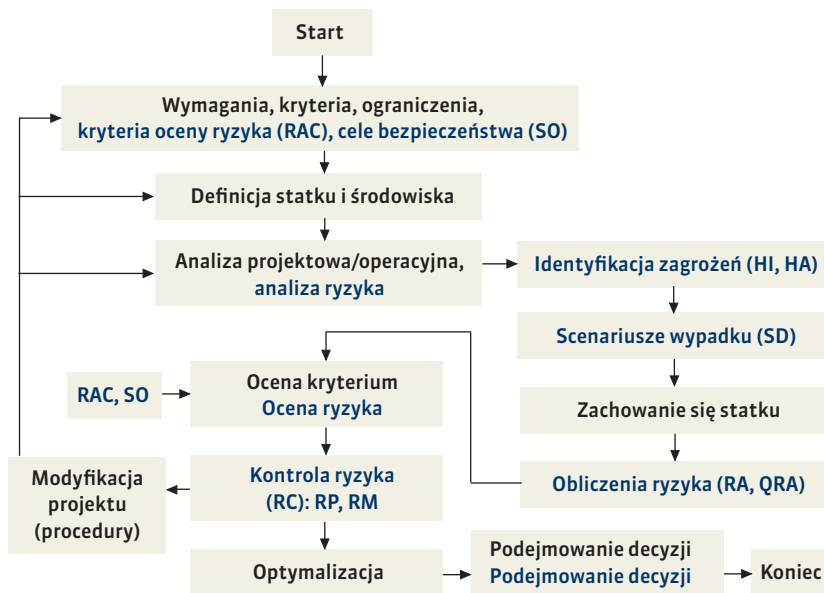 Start
Wymagania, kryteria, ograniczenia,
kryteria oceny ryzyka (RAC), cele bezpieczeństwa (SO)
Definicja statku i środowiska
Analiza projektowa/operacyjna,
analiza ryzyka
Identyfikacja zagrożeń (HI, HA)
Scenariusze wypadku (SD)
Zachowanie się statku
Obliczenia ryzyka (RA, QRA)
RAC, SO
Ocena kryterium
Ocena ryzyka
Kontrola ryzyka
(RC): RP, RM
Modyfikacja
projektu
(procedury)
Optymalizacja
Podejmowanie decyzji
Podejmowanie decyzji
Koniec